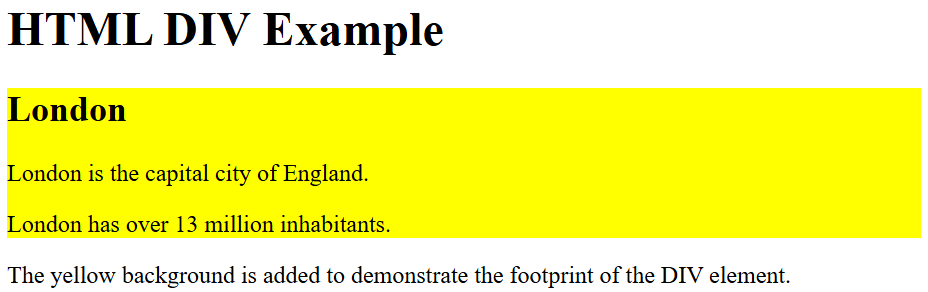 HTML DIV Example
London
London is the capital city of England.
London has over 13 million inhabitants.
The yellow background is added to demonstrate the footprint of the DIV element.